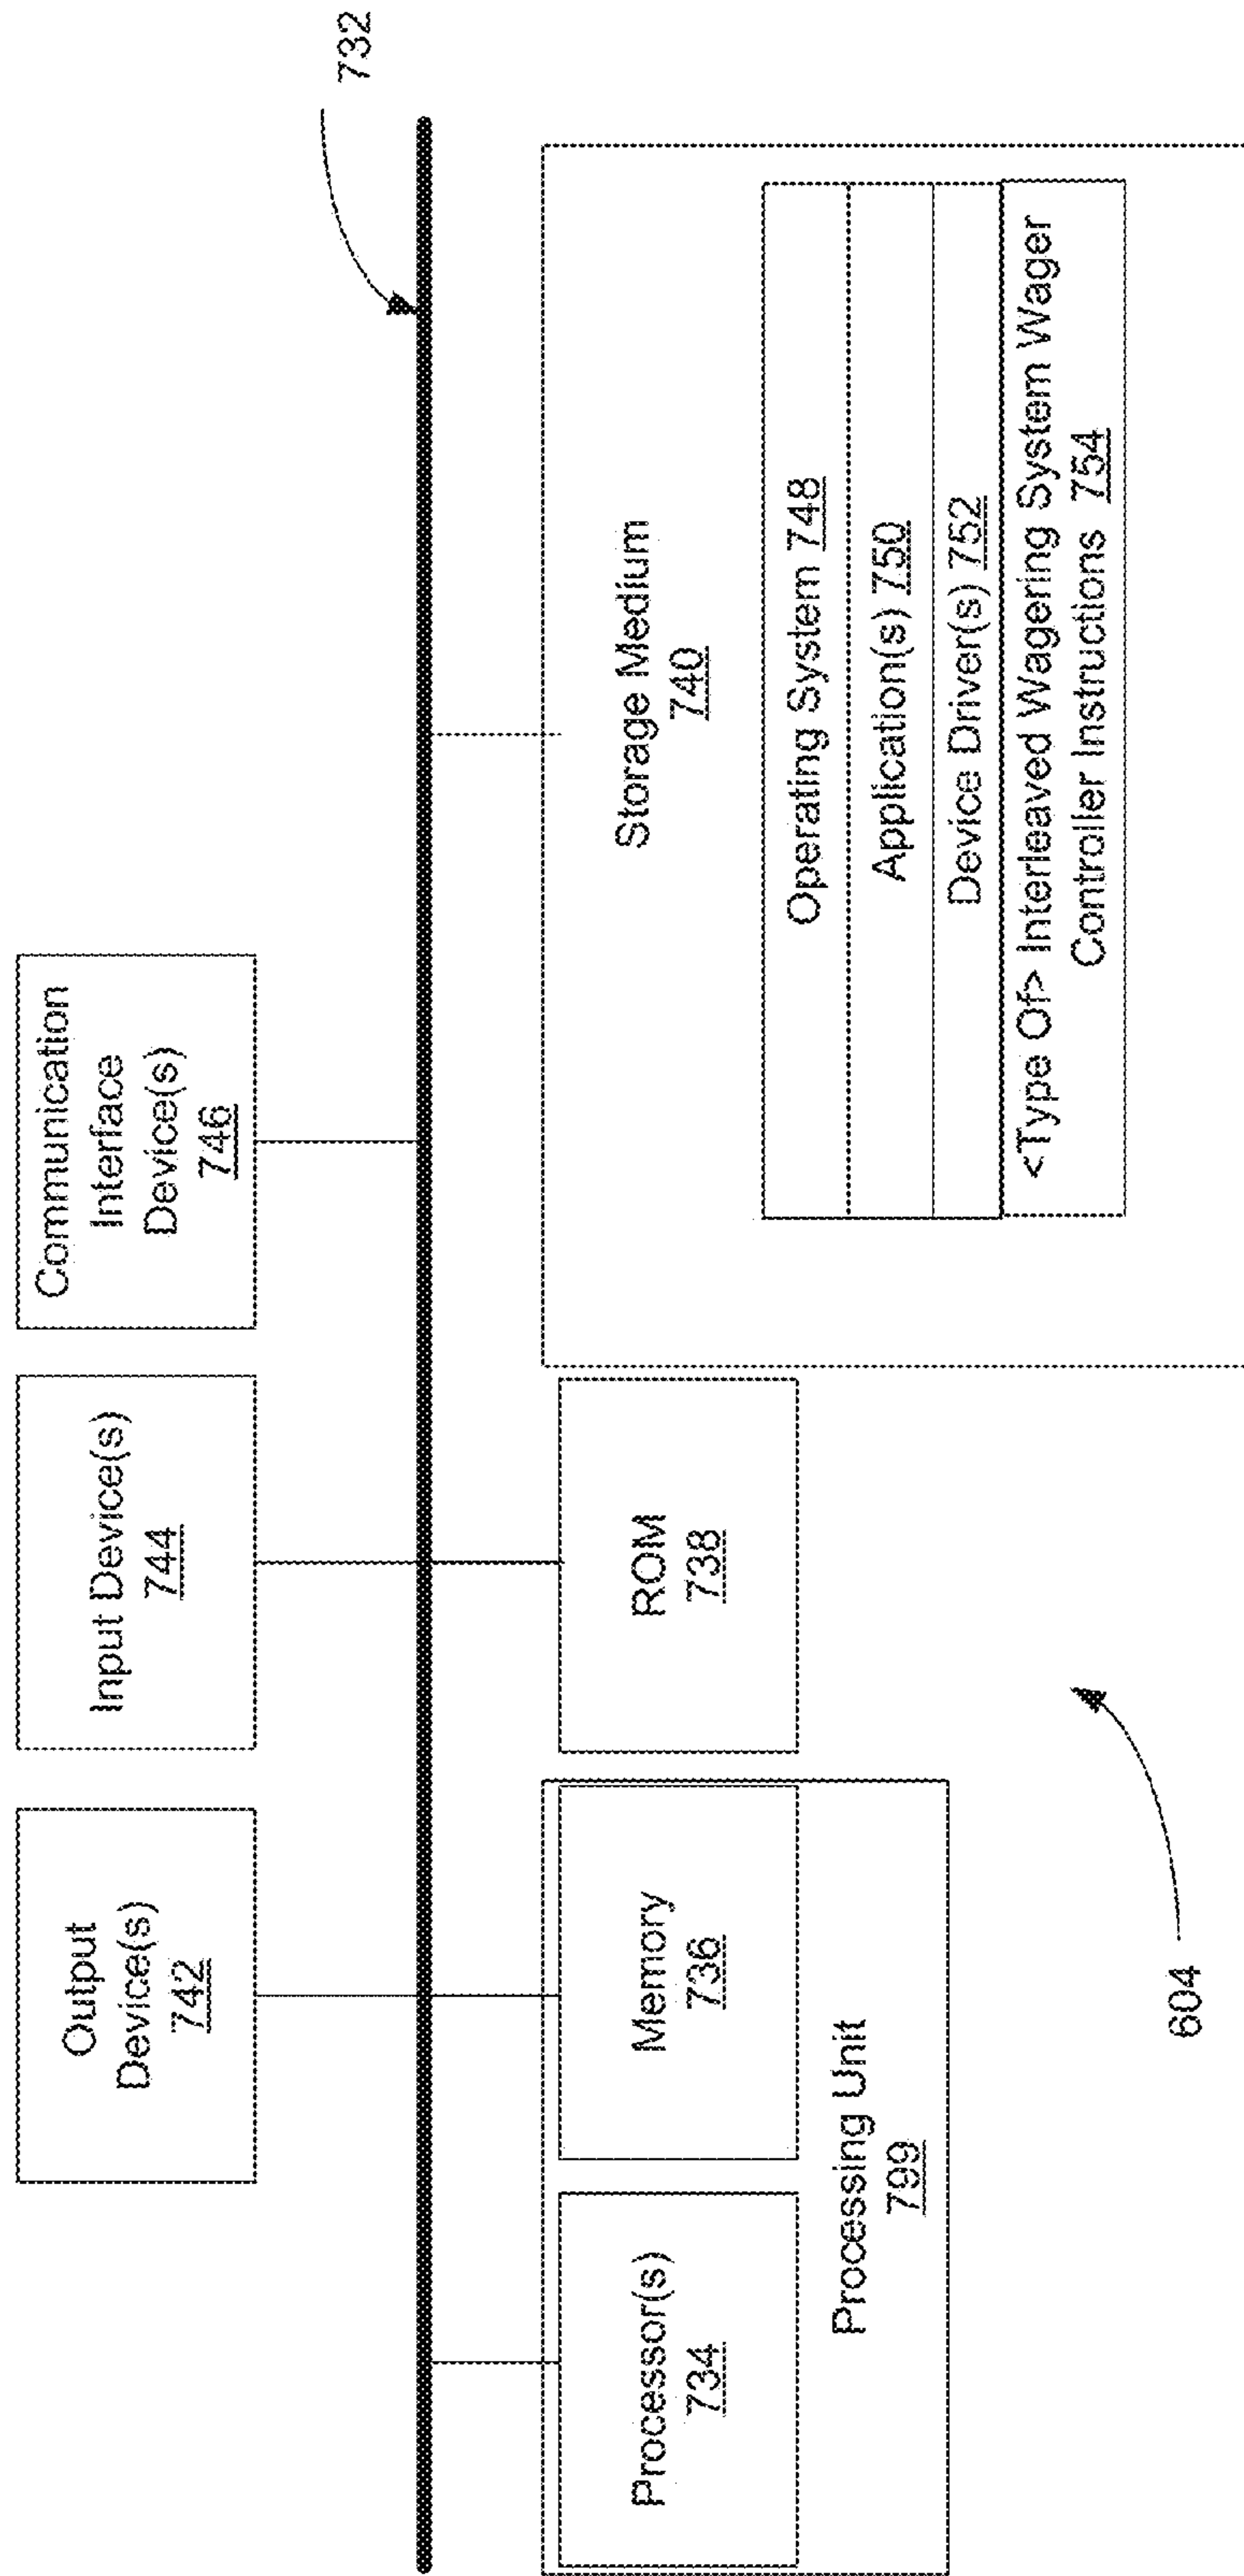 Output
Device(s)
742
Input Device(s)
744
Communication
Interface
Device(s)
746
732
Processor(s)
734
Memory
736
Processing Unit
799
ROM
738
Storage Medium
740
Operating System 748
Application(s) 750
Device Driver(s) 752
<Type Of> Interleaved Wagering System Wager
Controller Instructions 754
604